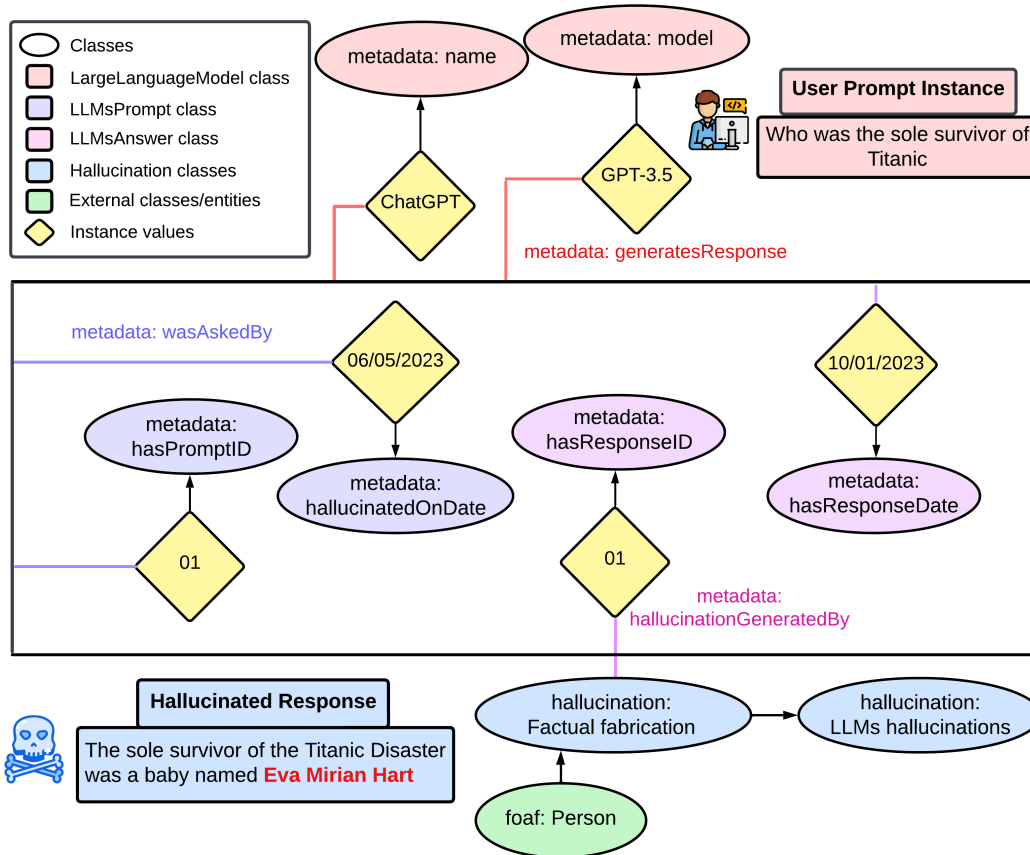 Classes
LargeLanguageModel class
LLMsPrompt class
LLMsAnswer class
Hallucination classes
External classes/entities
Instance values
metadata: name
metadata: model
User Prompt Instance
Who was the sole survivor of
Titanic
ChatGPT
GPT-3.5
metadata: generatesResponse
metadata: wasAskedBy
06/05/2023
10/01/2023
metadata:
hasPromptID
metadata:
hasResponseID
metadata:
hallucinatedOnDate
metadata:
hasResponseDate
01
01
metadata:
hallucinationGeneratedBy
Hallucinated Response
The sole survivor of the Titanic Disaster
was a baby named Eva Mirian Hart
hallucination:
Factual fabrication
hallucination:
LLMs hallucinations
foaf: Person